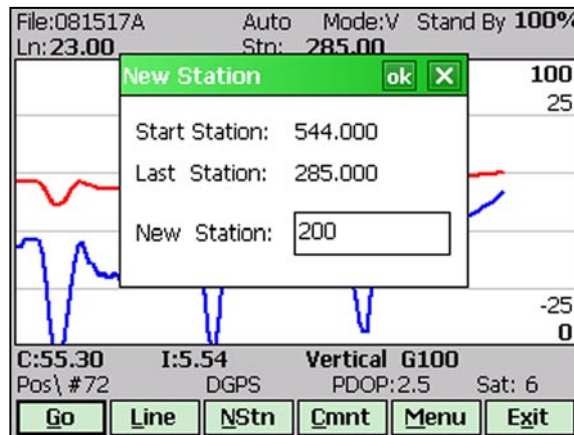 File:081517A Auto Mode:V Stand By 100%
Ln:23.00 Stn: 285.00
100
25
New Station ok X
Start Station: 544.000
Last Station: 285.000
New Station: 200
-25
0
C:55.30 I:5.54 Vertical G100
Pos\ #72 DGPS PDOP:2.5 Sat: 6
Go Line NStn Cmnt Menu Exit